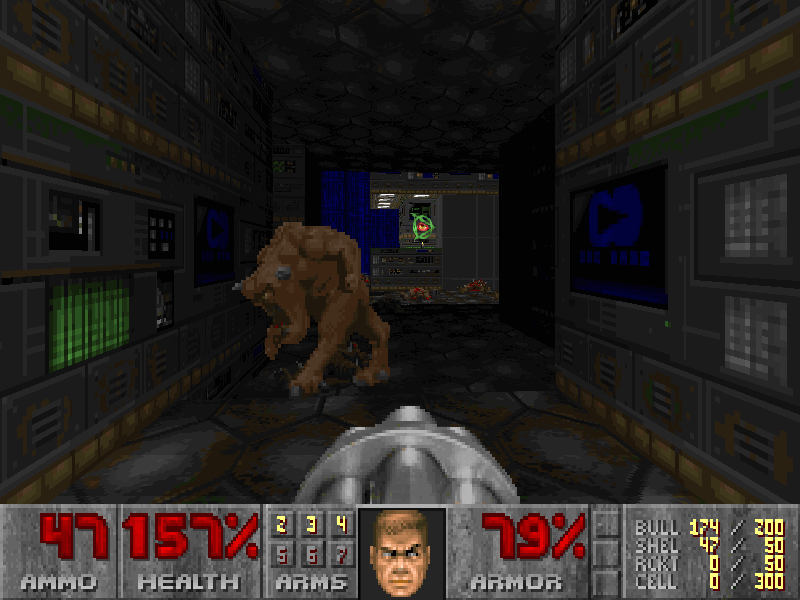 47 157% 2 3 4 79% BULL 174 / 200
SHEL 47 / 50
5 6 7 RCKT 0 / 50
AMMO HEALTH ARMS ARMOR CELL 0 / 300